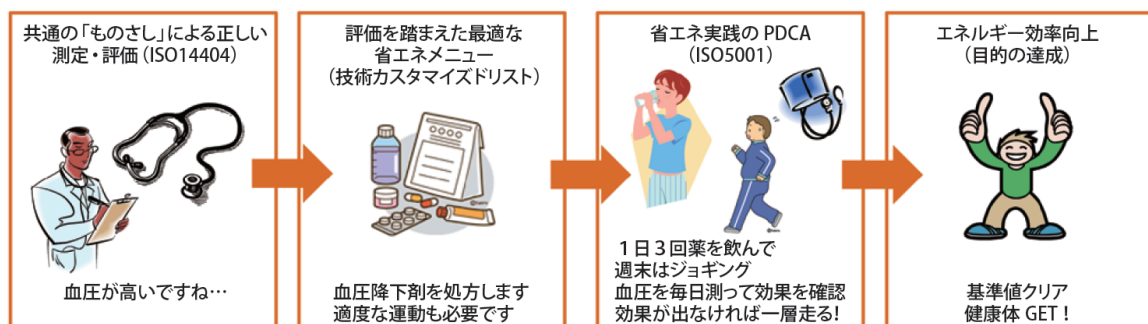 共通の「ものさし」による正しい
測定・評価(ISO14404)
血圧が高いですね…
評価を踏まえた最適な
省エネメニュー
(技術カスタマイズドリスト)
血圧降下剤を処方します
適度な運動も必要です
省エネ実践の PDCA
(ISO5001)
1日3回薬を飲んで
週末はジョギング
血圧を毎日測って効果を確認
効果が出なければ一層走る!
エネルギー効率向上
(目的の達成)
基準値クリア
健康体 GET!